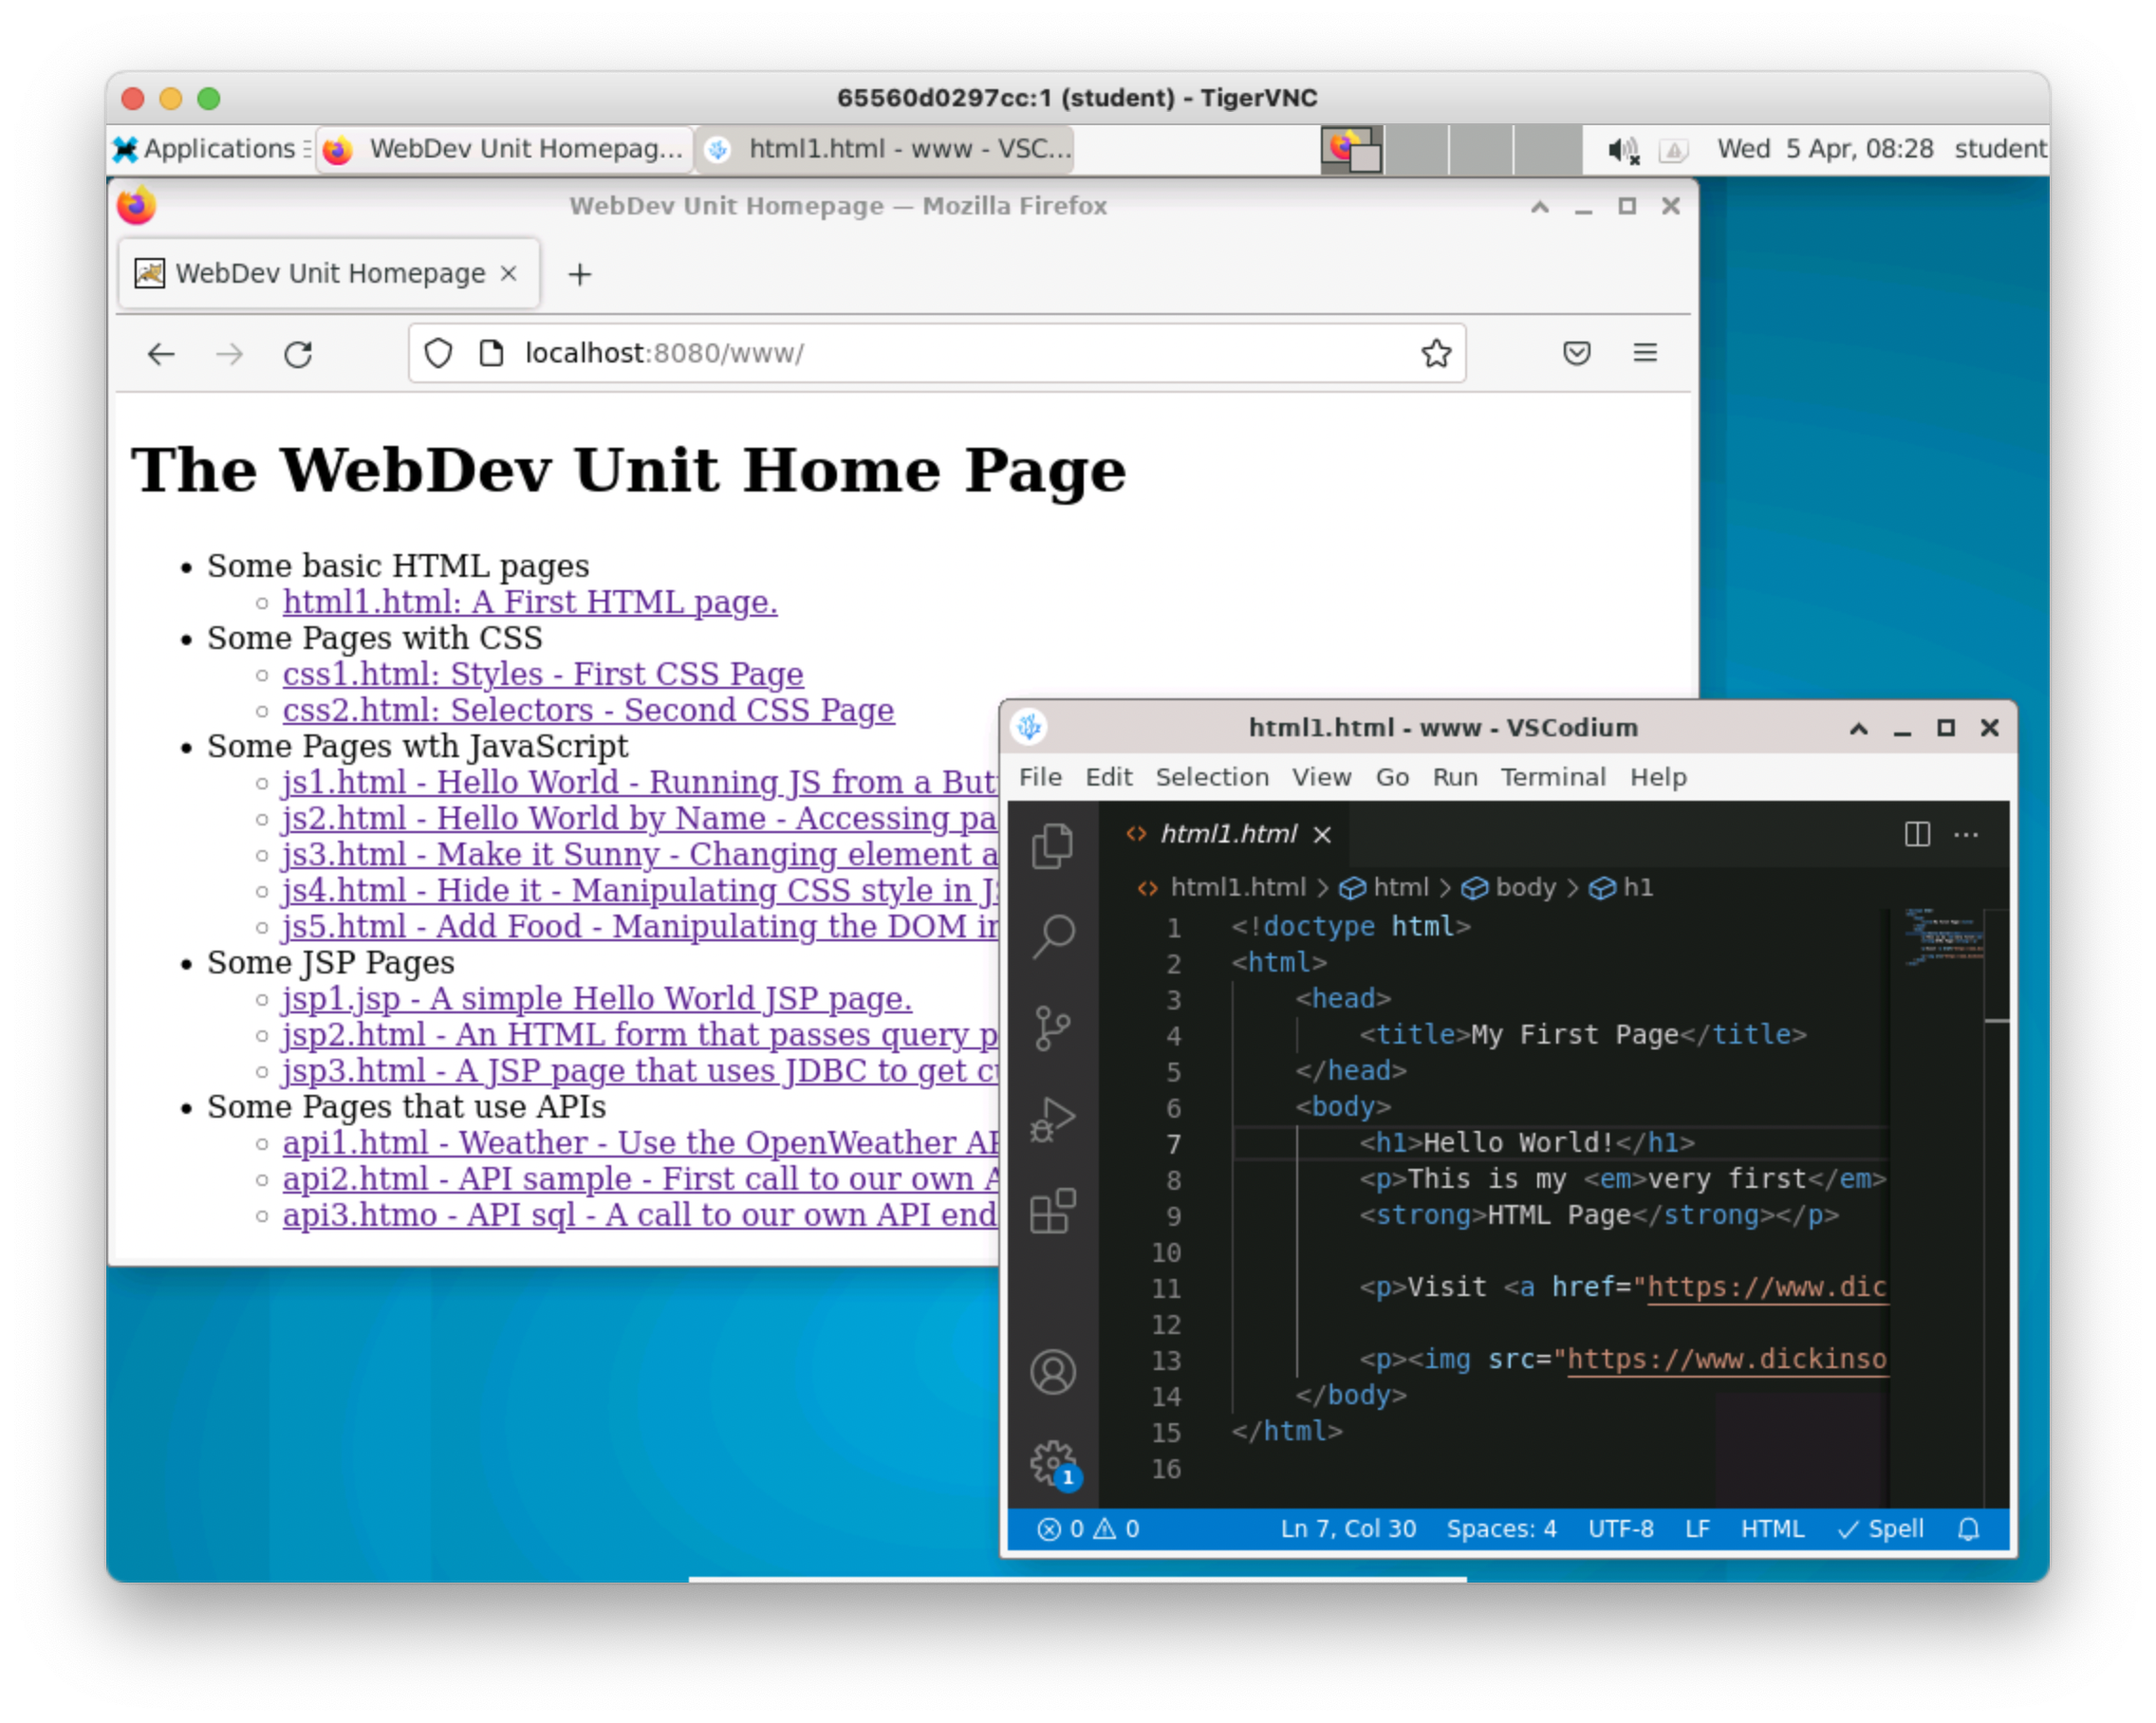 65560d0297cc:1 (student) - TigerVNC
Applications WebDev Unit Homepag... html1.html - www - VSC... Wed 5 Apr, 08:28 student
WebDev Unit Homepage — Mozilla Firefox
WebDev Unit Homepage
localhost:8080/www/
The WebDev Unit Home Page
• Some basic HTML pages
html1.html: A First HTML page.
• Some Pages with CSS
css1.html: Styles - First CSS Page
css2.html: Selectors - Second CSS Page
• Some Pages wth JavaScript
js1.html - Hello World - Running JS from a But
js2.html - Hello World by Name - Accessing pa
js3.html - Make it Sunny - Changing element a
js4.html - Hide it - Manipulating CSS style in J
js5.html - Add Food - Manipulating the DOM in
• Some JSP Pages
jsp1.jsp - A simple Hello World JSP page.
jsp2.html - An HTML form that passes query p
jsp3.html - A JSP page that uses JDBC to get c
• Some Pages that use APIs
api1.html - Weather - Use the OpenWeather AP
api2.html - API sample - First call to our own A
api3.htmo - API sql - A call to our own API end
html1.html - www - VSCodium
File Edit Selection View Go Run Terminal Help
html1.html
html1.html > html > body > h1
1 <!doctype html>
2 <html>
3 <head>
4 <title>My First Page</title>
5 </head>
6 <body>
7 <h1>Hello World!</h1>
8 <p>This is my <em>very first</em>
9 <strong>HTML Page</strong></p>
10
11 <p>Visit <a href="https://www.dic
12
13 <p><img src="https://www.dickinso
14 </body>
15 </html>
16
1
0 0 Ln 7, Col 30 Spaces: 4 UTF-8 LF HTML Spell